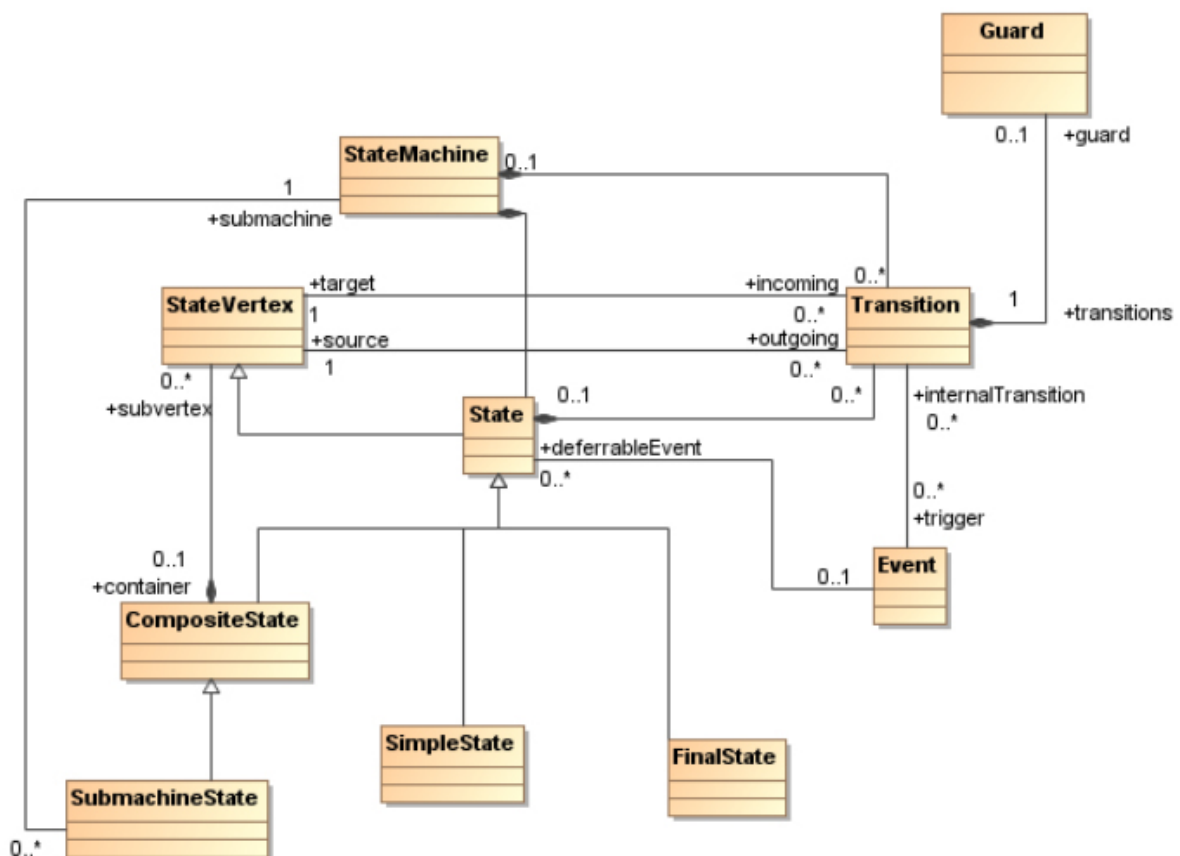 Guard
0..1
+guard
StateMachine
0..1
1
+submachine
+target
+incoming
0..*
StateVertex
1
0..*
Transition
1
+transitions
+source
+outgoing
1
0..*
0..*
+subvertex
0..1
0..*
+internalTransition
0..*
State
+deferrableEvent
0..*
0..*
+trigger
0..1
+container
0..1
Event
CompositeState
SimpleState
FinalState
SubmachineState
0..*